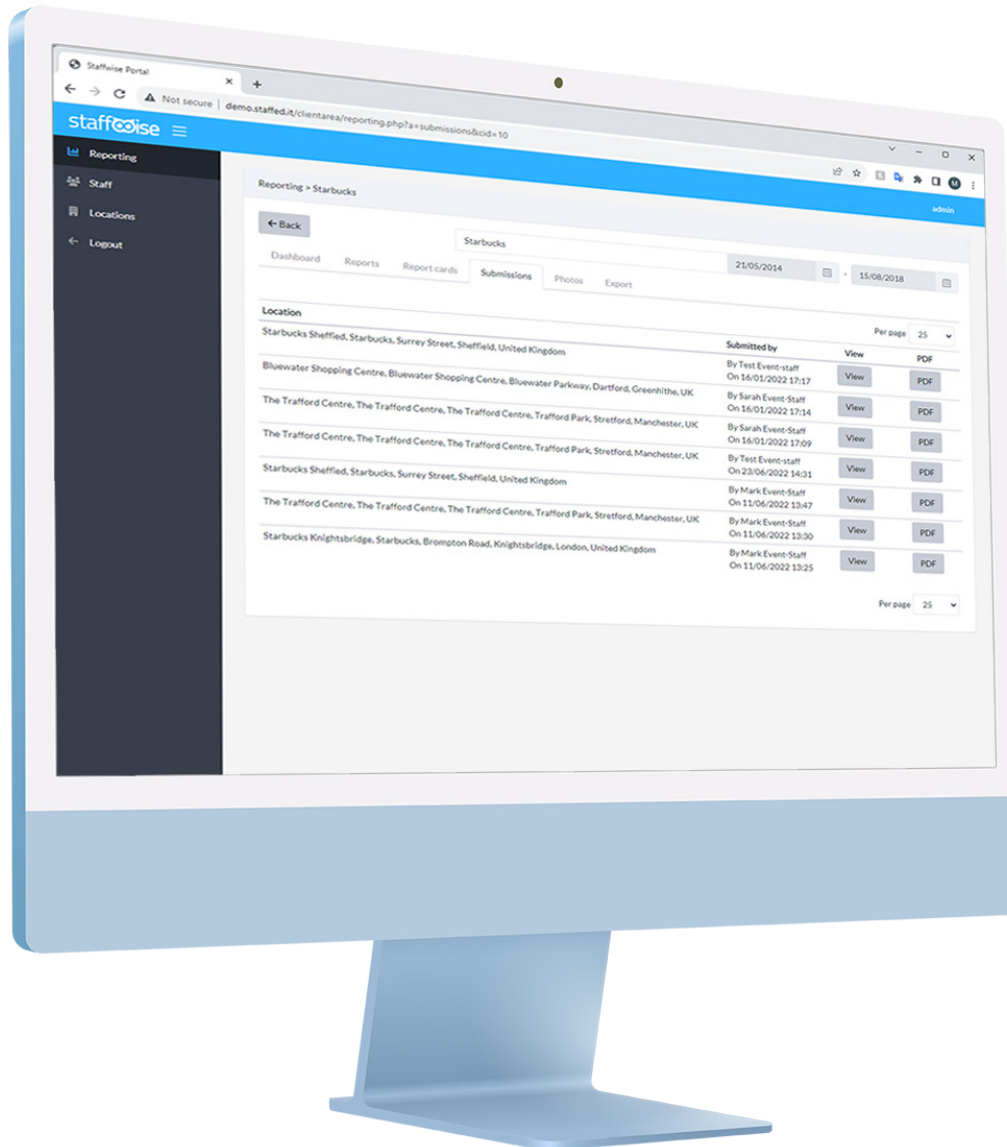 Staffwise Portal
Not secure | demo.staffed.it/clientarea/reporting.php?a=submissions&cid=10
staffwise
admin
Reporting
Staff
Locations
Logout
Reporting > Starbucks
Back
Starbucks
21/05/2014 - 15/08/2018
Dashboard Reports Report cards Submissions Photos Export
Per page 25
Location Submitted by View PDF
Starbucks Sheffied, Starbucks, Surrey Street, Sheffield, United Kingdom By Test Event-staff View PDF
On 16/01/2022 17:17
Bluewater Shopping Centre, Bluewater Shopping Centre, Bluewater Parkway, Dartford, Greenhithe, UK By Sarah Event-Staff View PDF
On 16/01/2022 17:14
The Trafford Centre, The Trafford Centre, The Trafford Centre, Trafford Park, Stretford, Manchester, UK By Sarah Event-Staff View PDF
On 16/01/2022 17:09
The Trafford Centre, The Trafford Centre, The Trafford Centre, Trafford Park, Stretford, Manchester, UK By Test Event-staff View PDF
On 23/06/2022 14:31
Starbucks Sheffied, Starbucks, Surrey Street, Sheffield, United Kingdom By Mark Event-Staff View PDF
On 11/06/2022 13:47
The Trafford Centre, The Trafford Centre, The Trafford Centre, Trafford Park, Stretford, Manchester, UK By Mark Event-Staff View PDF
On 11/06/2022 13:30
Starbucks Knightsbridge, Starbucks, Brompton Road, Knightsbridge, London, United Kingdom By Mark Event-Staff View PDF
On 11/06/2022 13:25
Per page 25